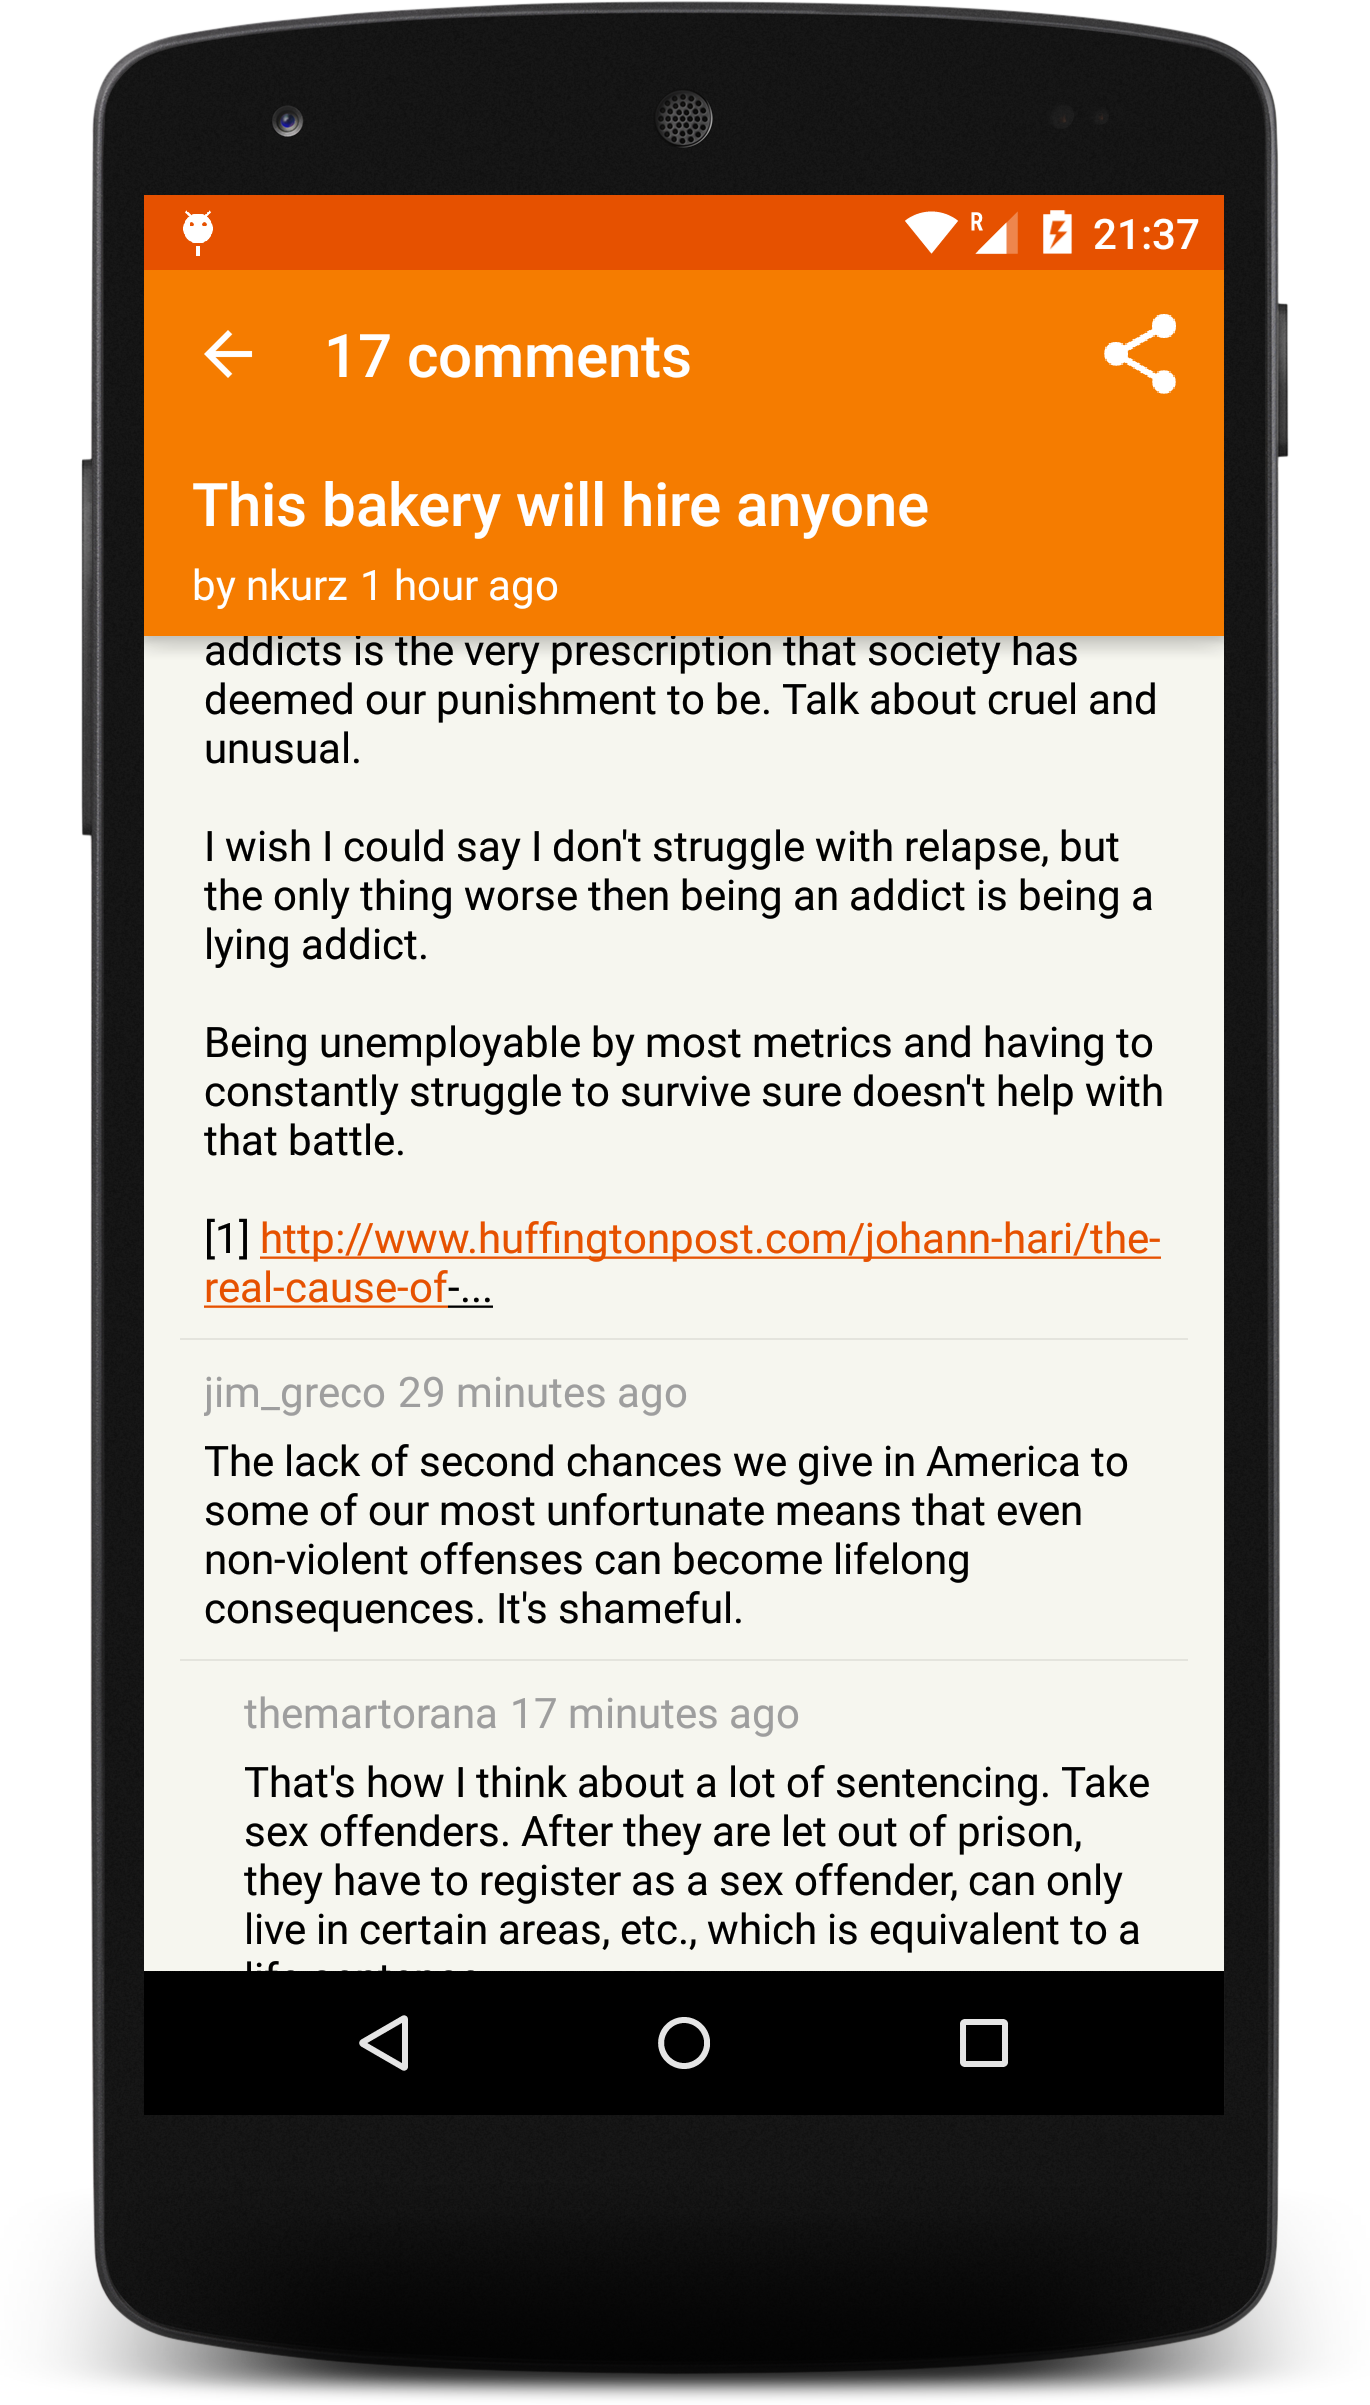 R 21:37
17 comments
This bakery will hire anyone
by nkurz 1 hour ago
addicts is the very prescription that society has
deemed our punishment to be. Talk about cruel and
unusual.
I wish I could say I don't struggle with relapse, but
the only thing worse then being an addict is being a
lying addict.
Being unemployable by most metrics and having to
constantly struggle to survive sure doesn't help with
that battle.
[1] http://www.huffingtonpost.com/johann-hari/the-
real-cause-of-...
jim_greco 29 minutes ago
The lack of second chances we give in America to
some of our most unfortunate means that even
non-violent offenses can become lifelong
consequences. It's shameful.
themartorana 17 minutes ago
That's how I think about a lot of sentencing. Take
sex offenders. After they are let out of prison,
they have to register as a sex offender, can only
live in certain areas, etc., which is equivalent to a